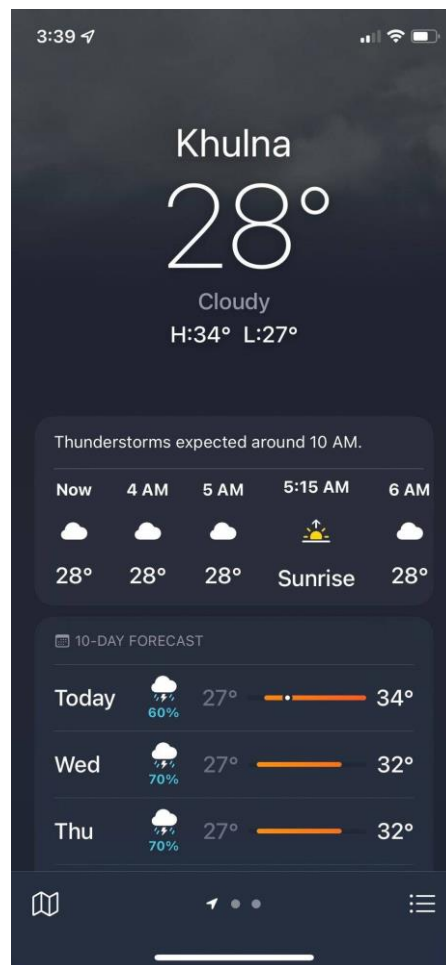 3:39
Khulna
28°
Cloudy
H:34° L:27°
Thunderstorms expected around 10 AM.
Now 4 AM 5 AM 5:15 AM 6 AM
28° 28° 28° Sunrise 28°
10-DAY FORECAST
Today 60% 27° 34°
Wed 70% 27° 32°
Thu 70% 27° 32°